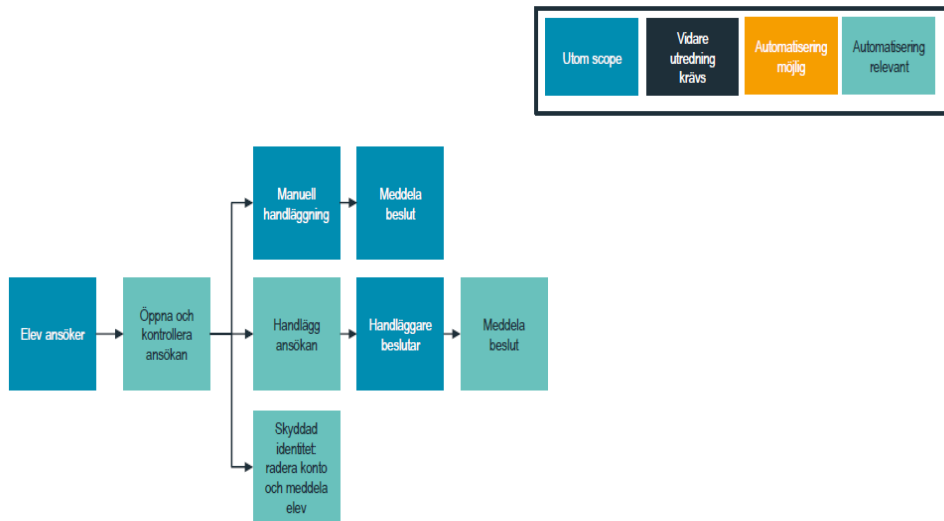 Utom scope
Vidare
utredning
krävs
Automatisering
möjlig
Automatisering
relevant
Manuell
handläggning
Meddela
beslut
Elev ansöker
Öppna och
kontrollera
ansökan
Handlägg
ansökan
Handläggare
beslutar
Meddela
beslut
Skyddad
identitet:
radera konto
och meddela
elev